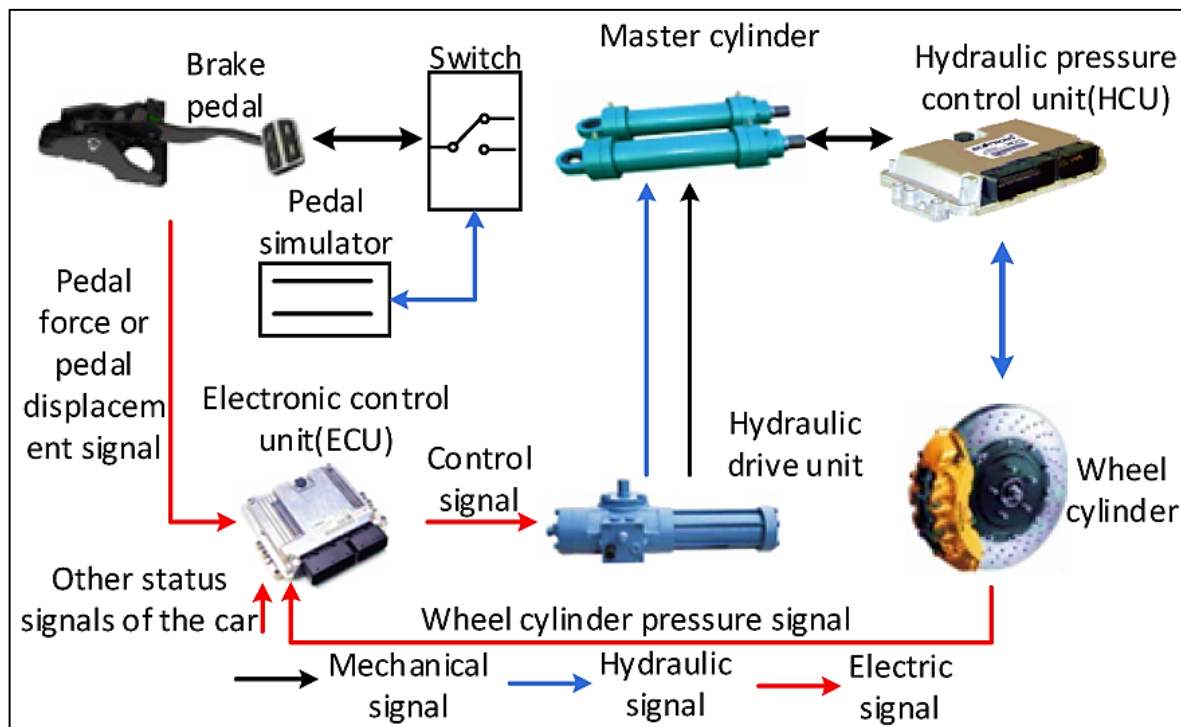 Brake
pedal
Switch
Master cylinder
Hydraulic pressure
control unit(HCU)
Pedal
simulator
Pedal
force or
pedal
displacem
ent signal
Electronic control
unit(ECU)
Control
signal
Hydraulic
drive unit
Wheel
cylinder
Other status
signals of the car
Wheel cylinder pressure signal
Mechanical
signal
Hydraulic
signal
Electric
signal